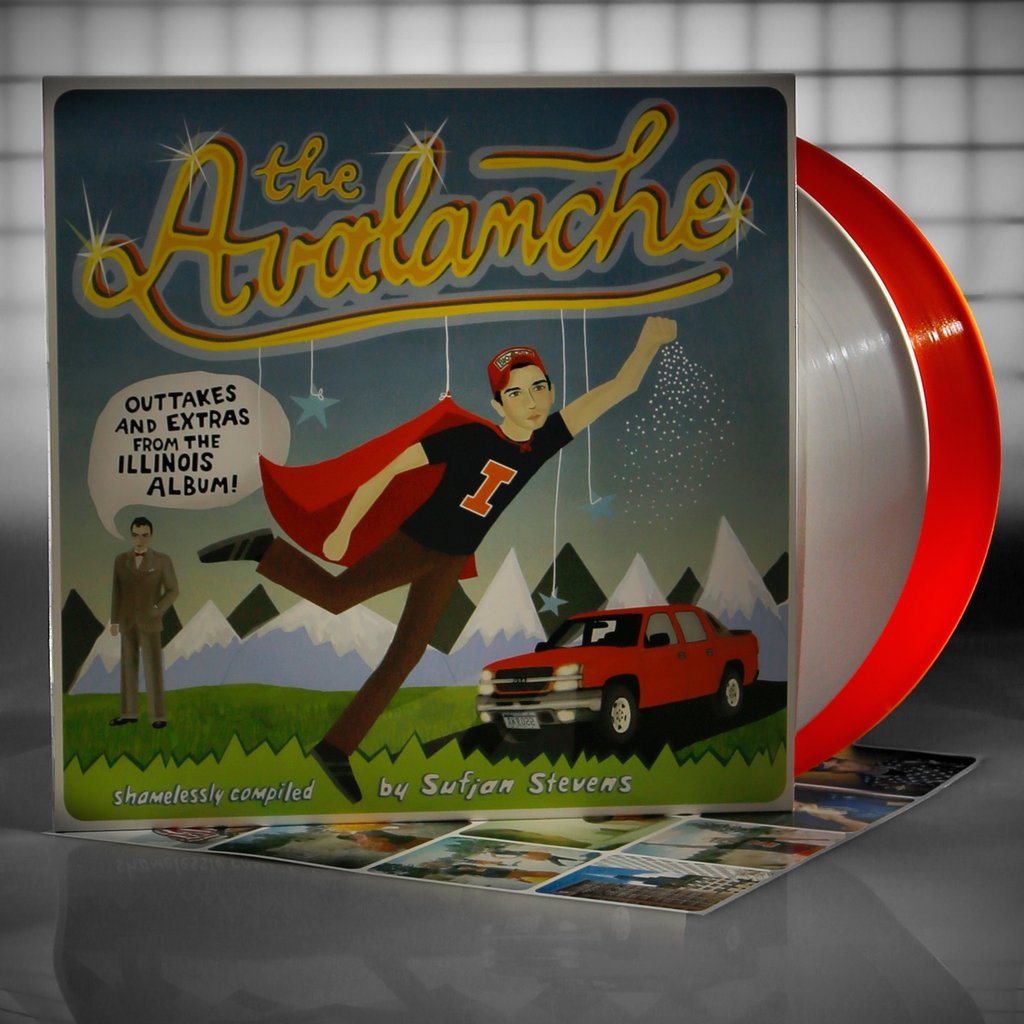 the
Avalanche
OUTTAKES
AND EXTRAS
FROM THE
ILLINOIS
ALBUM!
I
shamelessly compiled
by Sufjan Stevens